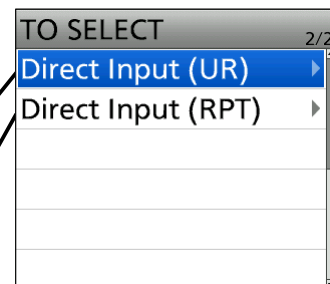 TO SELECT
2/2
Direct Input (UR)
Direct Input (RPT)